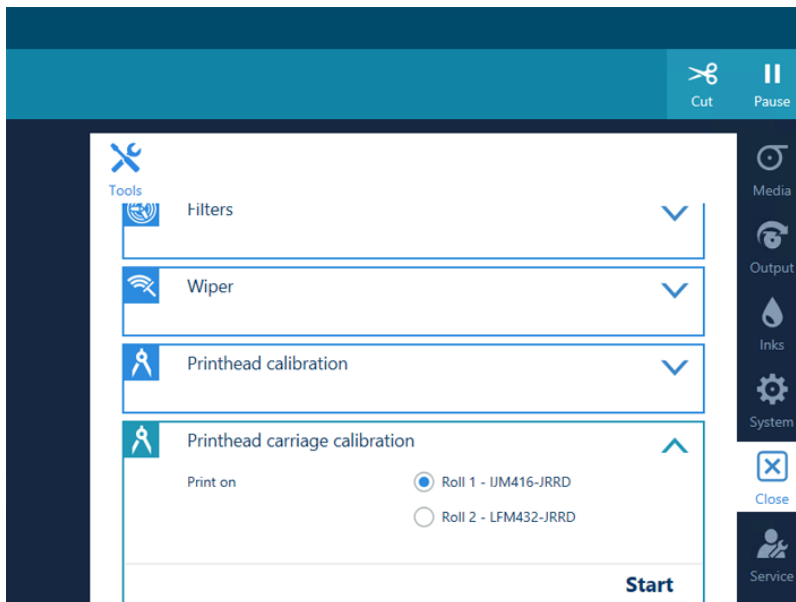 Cut
Pause
Tools
Media
Filters
Output
Wiper
Inks
Printhead calibration
System
Printhead carriage calibration
Print on
Roll 1 - IJM416-JRRD
Close
Roll 2 - LFM432-JRRD
Service
Start